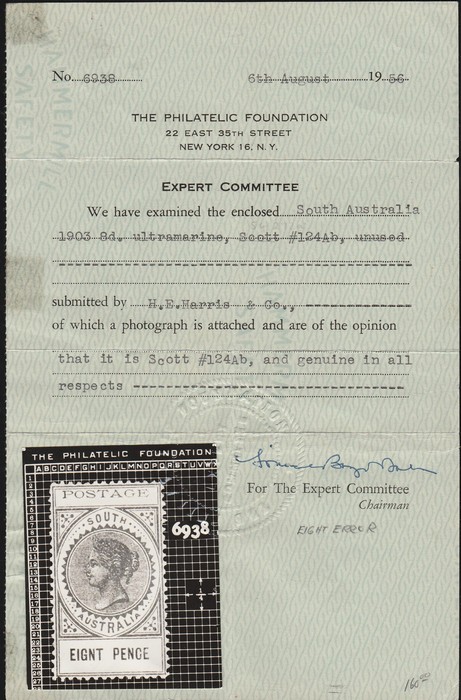 No. 6938 6th August 1956
THE PHILATELIC FOUNDATION
22 EAST 35TH STREET
NEW YORK 16, N. Y.
EXPERT COMMITTEE
We have examined the enclosed South Australia
1903 8d. ultramarine, Scott #124Ab, unused
submitted by H.E.Harris & Co.,
of which a photograph is attached and are of the opinion
that it is Scott #124Ab, and genuine in all
respects
For The Expert Committee
Chairman
EIGHT ERROR
THE PHILATELIC FOUNDATION
ABCDEFGHIJKLMNOPQRSTUVWX
6938
POSTAGE
SOUTH
AUSTRALIA
EIGNT PENCE
160⁰⁰